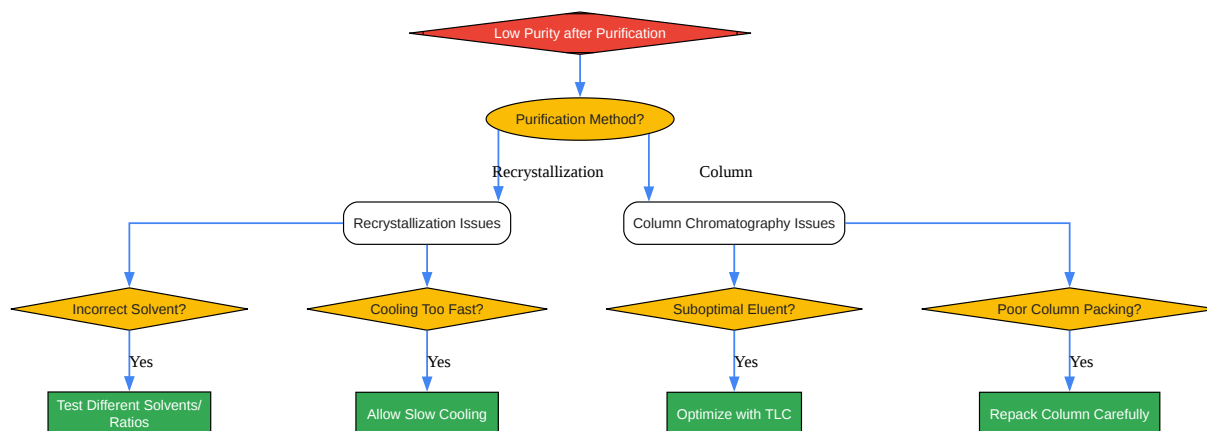 Low Purity after Purification
Purification Method?
Recrystallization
Column
Recrystallization Issues
Column Chromatography Issues
Incorrect Solvent?
Cooling Too Fast?
Suboptimal Eluent?
Poor Column Packing?
Yes
Yes
Yes
Yes
Test Different Solvents/
Ratios
Allow Slow Cooling
Optimize with TLC
Repack Column Carefully